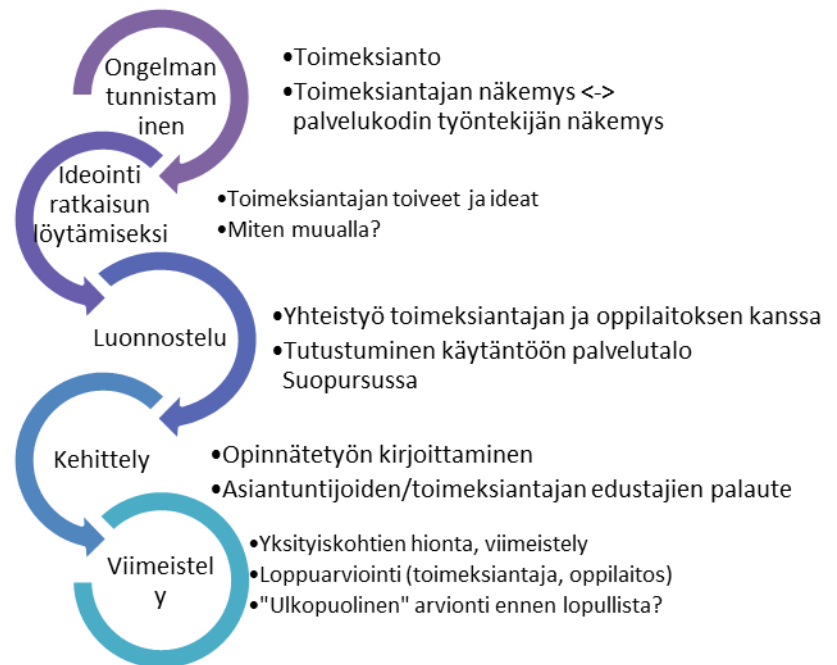 Ongelman
tunnistam
inen
•Toimeksianto
•Toimeksiantajan näkemys <->
palvelukodin työntekijän näkemys
Ideointi
ratkaisun
löytämiseksi
•Toimeksiantajan toiveet ja ideat
•Miten muualla?
Luonnostelu
•Yhteistyö toimeksiantajan ja oppilaitoksen kanssa
•Tutustuminen käytäntöön palvelutalo
Suopursussa
Kehittely
•Opinnätetyön kirjoittaminen
•Asiantuntijoiden/toimeksiantajan edustajien palaute
Viimeistel
y
•Yksityiskohtien hionta, viimeistely
•Loppuarviointi (toimeksiantaja, oppilaitos)
•"Ulkopuolinen" arvionti ennen lopullista?